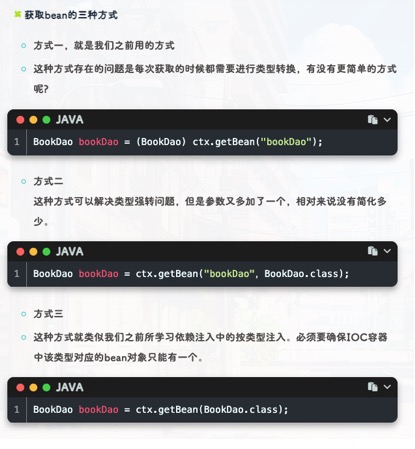 获取bean的三种方式
方式一，就是我们之前用的方式
这种方式存在的问题是每次获取的时候都需要进行类型转换，有没有更简单的方式
呢?
JAVA
1 BookDao bookDao = (BookDao) ctx.getBean("bookDao");
方式二
这种方式可以解决类型强转问题，但是参数又多加了一个，相对来说没有简化多
少。
JAVA
1 BookDao bookDao = ctx.getBean("bookDao", BookDao.class);
方式三
这种方式就类似我们之前所学习依赖注入中的按类型注入。必须要确保IOC容器
中该类型对应的bean对象只能有一个。
JAVA
1 BookDao bookDao = ctx.getBean(BookDao.class);